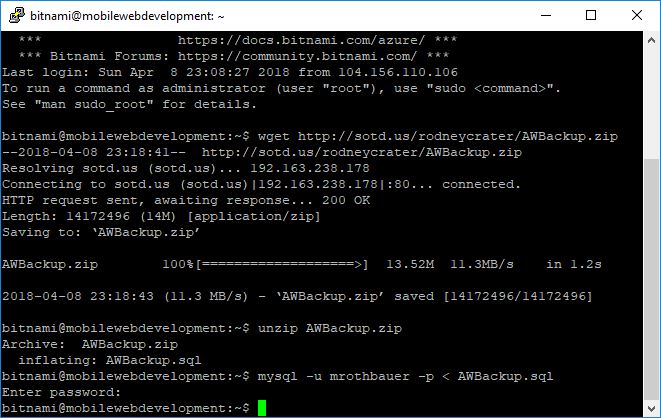 bitnami@mobilewebdevelopment: ~
***                 https://docs.bitnami.com/azure/ ***
*** Bitnami Forums: https://community.bitnami.com/ ***
Last login: Sun Apr  8 23:08:27 2018 from 104.156.110.106
To run a command as administrator (user "root"), use "sudo <command>".
See "man sudo_root" for details.
bitnami@mobilewebdevelopment:~$ wget http://sotd.us/rodneycrater/AWBackup.zip
--2018-04-08 23:18:41--  http://sotd.us/rodneycrater/AWBackup.zip
Resolving sotd.us (sotd.us)... 192.163.238.178
Connecting to sotd.us (sotd.us)|192.163.238.178|:80... connected.
HTTP request sent, awaiting response... 200 OK
Length: 14172496 (14M) [application/zip]
Saving to: ‘AWBackup.zip’
AWBackup.zip        100%[===================>]  13.52M  11.3MB/s    in 1.2s
2018-04-08 23:18:43 (11.3 MB/s) - ‘AWBackup.zip’ saved [14172496/14172496]
bitnami@mobilewebdevelopment:~$ unzip AWBackup.zip
Archive:  AWBackup.zip
  inflating: AWBackup.sql
bitnami@mobilewebdevelopment:~$ mysql -u mrothbauer -p < AWBackup.sql
Enter password:
bitnami@mobilewebdevelopment:~$